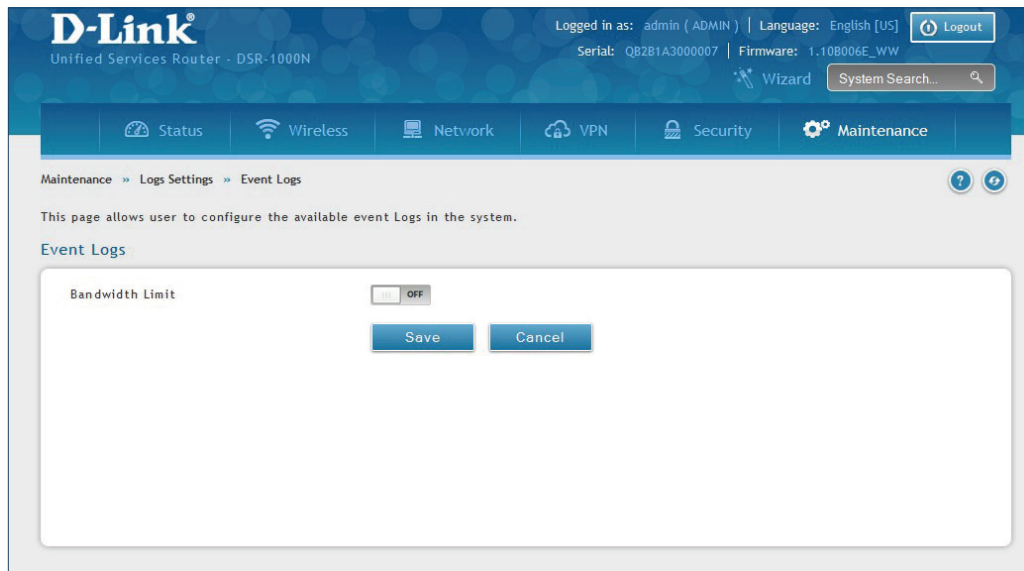 D-Link®
Unified Services Router - DSR-1000N
Logged in as: admin ( ADMIN ) | Language: English [US]
Logout
Serial: QB2B1A3000007 | Firmware: 1.10B006E_WW
Wizard
System Search...
Status
Wireless
Network
VPN
Security
Maintenance
Maintenance » Logs Settings » Event Logs
?
This page allows user to configure the available event Logs in the system.
Event Logs
Bandwidth Limit
OFF
Save
Cancel